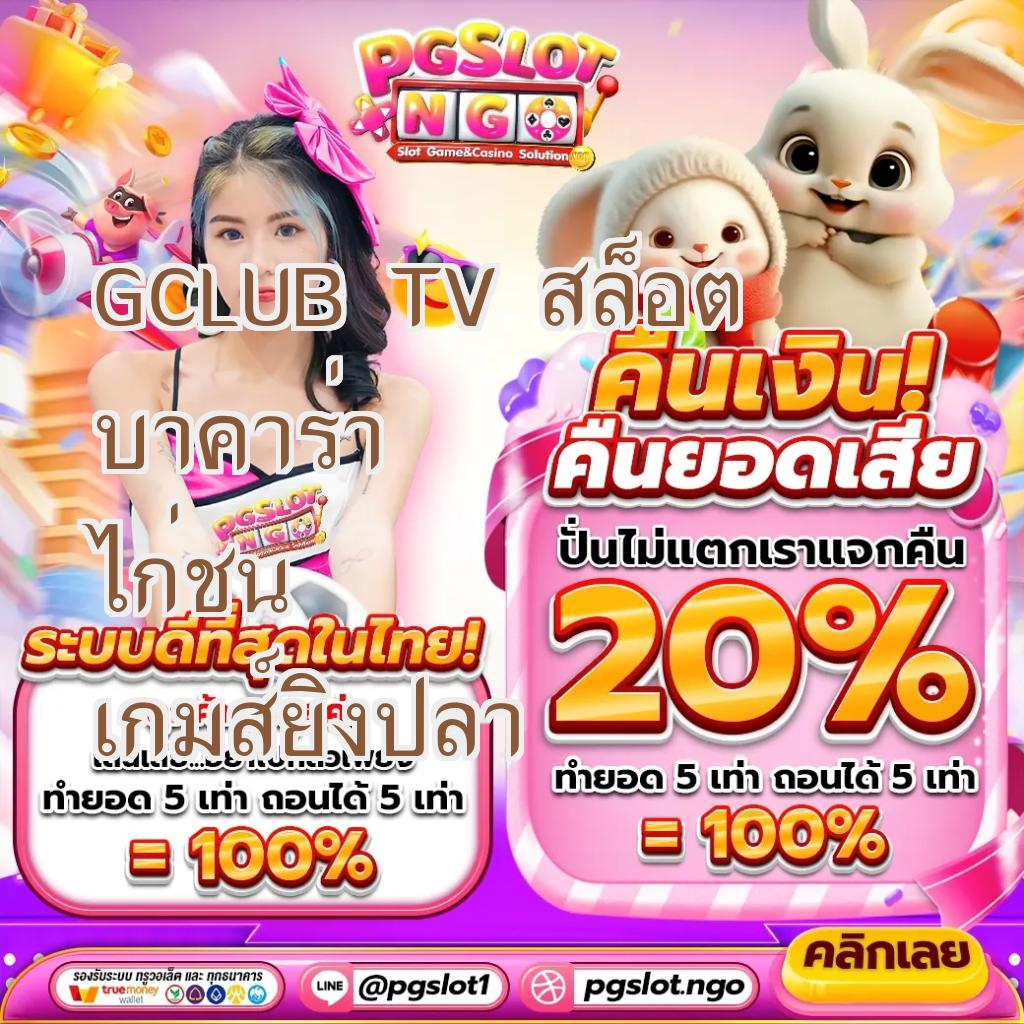 PGSLOT
NGO
Slot Game&Casino Solution
GCLUB TV สล็อต
บาคาร่า
ไก่ชน
เกมส์ยิงปลา
PGSLOT
NGO
คืนเงิน!
คืนยอดเสีย
ปั่นไม่แตกเราแจกคืน
20%
ทำยอด 5 เท่า ถอนได้ 5 เท่า
= 100%
ระบบดีที่สุดในไทย!
ทำยอด 5 เท่า ถอนได้ 5 เท่า
= 100%
คลิกเลย
รองรับระบบ ทรูวอเล็ต และ ทุกธนาคาร
truemoney
wallet
LINE @pgslot1
pgslot.ngo